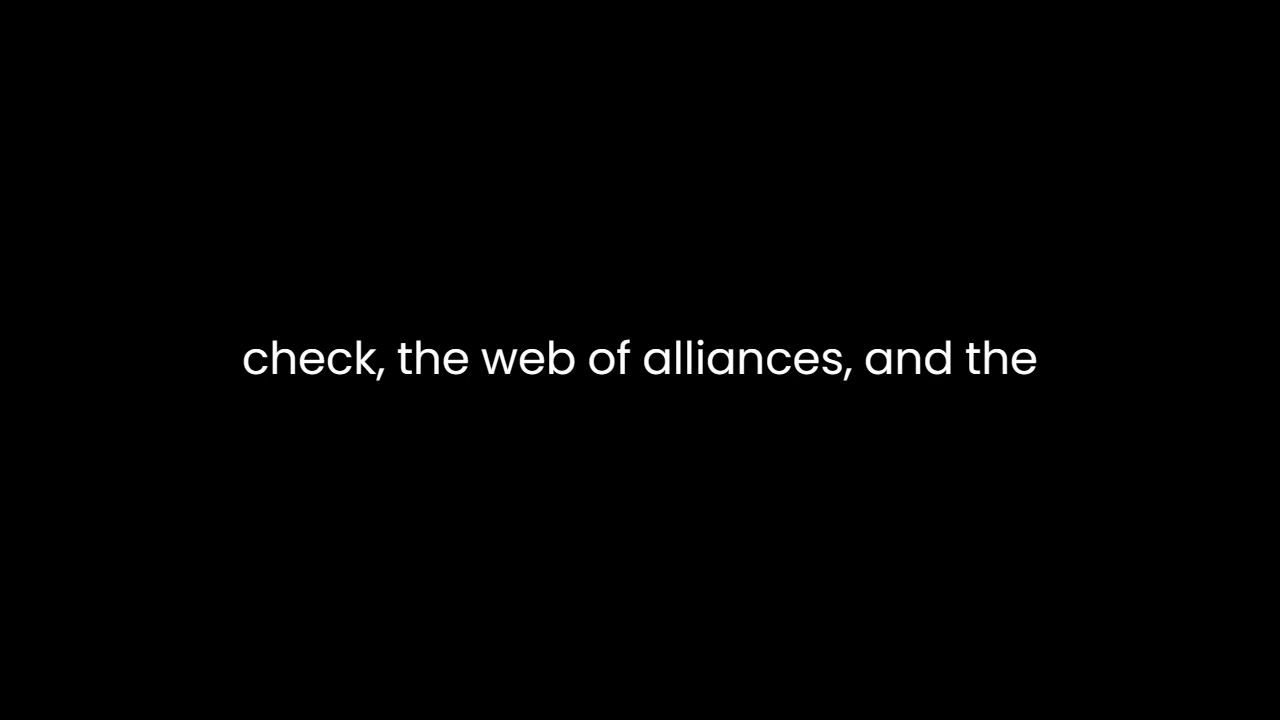 check, the web of alliances, and the